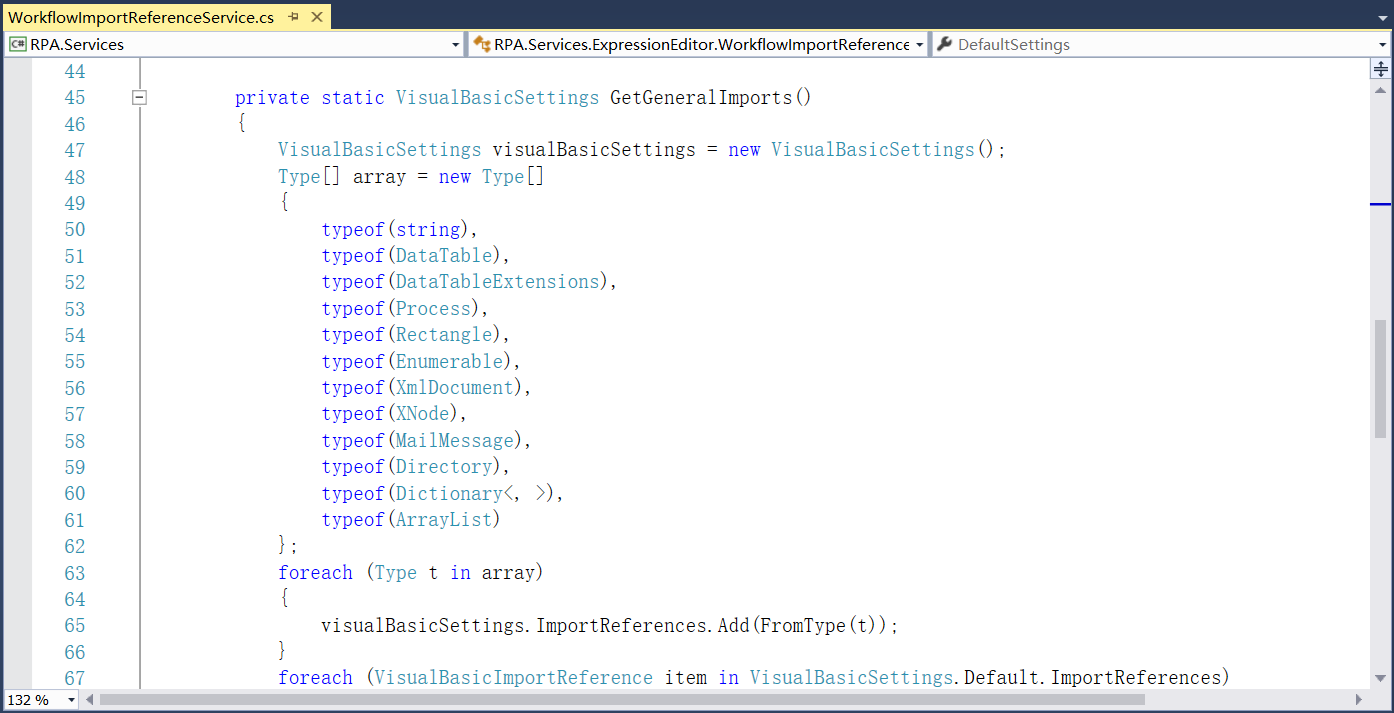 WorkflowImportReferenceService.cs
C# RPA.Services
RPA.Services.ExpressionEditor.WorkflowImportReference
DefaultSettings
44
45 private static VisualBasicSettings GetGeneralImports()
46 {
47 VisualBasicSettings visualBasicSettings = new VisualBasicSettings();
48 Type[] array = new Type[]
49 {
50 typeof(string),
51 typeof(DataTable),
52 typeof(DataTableExtensions),
53 typeof(Process),
54 typeof(Rectangle),
55 typeof(Enumerable),
56 typeof(XmlDocument),
57 typeof(XNode),
58 typeof(MailMessage),
59 typeof(Directory),
60 typeof(Dictionary<, >),
61 typeof(ArrayList)
62 };
63 foreach (Type t in array)
64 {
65 visualBasicSettings.ImportReferences.Add(FromType(t));
66 }
67 foreach (VisualBasicImportReference item in VisualBasicSettings.Default.ImportReferences)
132 %